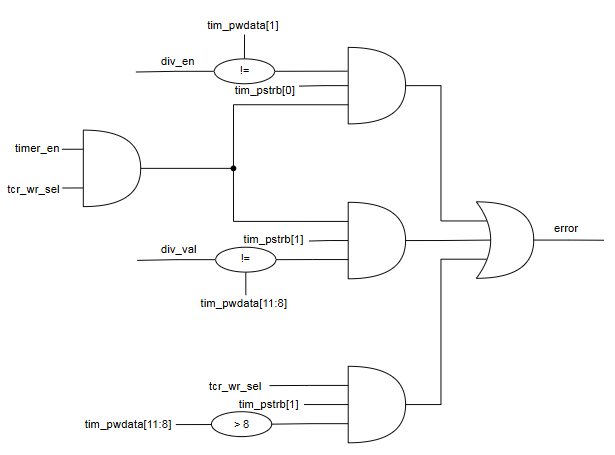 tim_pwdata[1]
div_en
!=
tim_pstrb[0]
timer_en
tcr_wr_sel
tim_pstrb[1]
div_val
!=
error
tim_pwdata[11:8]
tcr_wr_sel
tim_pstrb[1]
tim_pwdata[11:8]
> 8